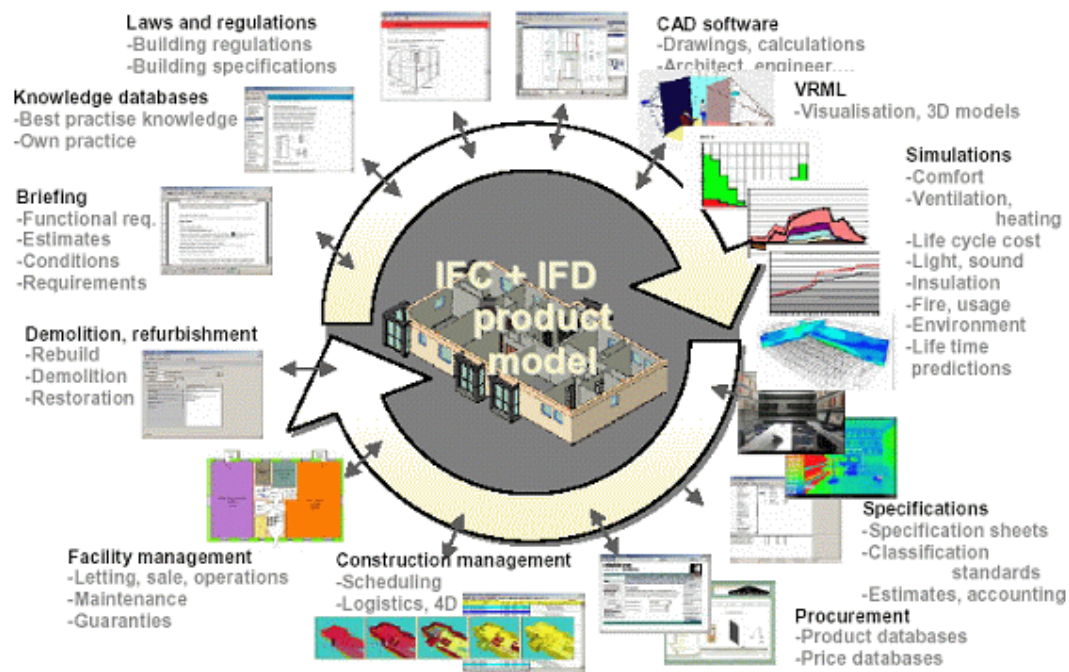 Laws and regulations
-Building regulations
-Building specifications
CAD software
-Drawings, calculations
-Architect, engineer....
VRML
-Visualisation, 3D models
Knowledge databases
-Best practise knowledge
-Own practice
Simulations
-Comfort
-Ventilation,
heating
-Life cycle cost
-Light, sound
-Insulation
-Fire, usage
-Environment
-Life time
predictions
Briefing
-Functional req.
-Estimates
-Conditions
-Requirements
IFC + IFD
product
model
Demolition, refurbishment
-Rebuild
-Demolition
-Restoration
Specifications
-Specification sheets
-Classification
standards
-Estimates, accounting
Facility management
-Letting, sale, operations
-Maintenance
-Guaranties
Construction management
-Scheduling
-Logistics, 4D
Procurement
-Product databases
-Price databases